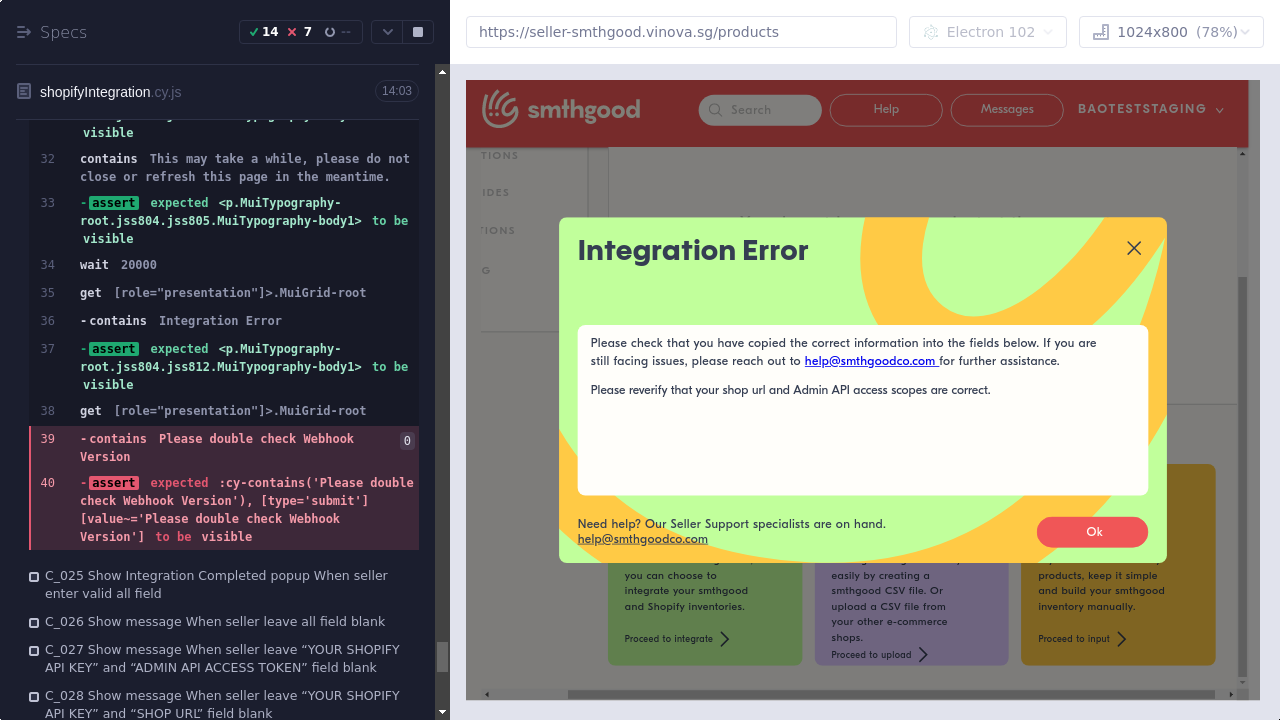 Specs
14
7
--
https://seller-smthgood.vinova.sg/products
Electron 102
1024x800 (78%)
shopifyIntegration.cy.js
14:03
visible
32 contains This may take a while, please do not
close or refresh this page in the meantime.
33 -assert expected <p.MuiTypography-
root.jss804.jss805.MuiTypography-body1> to be
visible
34 wait 20000
35 get [role="presentation"]>.MuiGrid-root
36 -contains Integration Error
37 -assert expected <p.MuiTypography-
root.jss804.jss812.MuiTypography-body1> to be
visible
38 get [role="presentation"]>.MuiGrid-root
39 -contains Please double check Webhook
Version
0
40 -assert expected :cy-contains('Please double
check Webhook Version'), [type='submit']
[value~='Please double check Webhook
Version'] to be visible
C_025 Show Integration Completed popup When seller
enter valid all field
C_026 Show message When seller leave all field blank
C_027 Show message When seller leave “YOUR SHOPIFY
API KEY” and “ADMIN API ACCESS TOKEN” field blank
C_028 Show message When seller leave “YOUR SHOPIFY
API KEY” and “SHOP URL” field blank
smthgood
Search
Help
Messages
BAOTESTSTAGING
TIONS
IDES
TIONS
G
Integration Error
Please check that you have copied the correct information into the fields below. If you are
still facing issues, please reach out to help@smthgoodco.com for further assistance.
Please reverify that your shop url and Admin API access scopes are correct.
Need help? Our Seller Support specialists are on hand.
help@smthgoodco.com
Ok
you can choose to
integrate your smthgood
and Shopify inventories.
Proceed to integrate
easily by creating a
smthgood CSV file. Or
upload a CSV file from
your other e-commerce
shops.
Proceed to upload
products, keep it simple
and build your smthgood
inventory manually.
Proceed to input